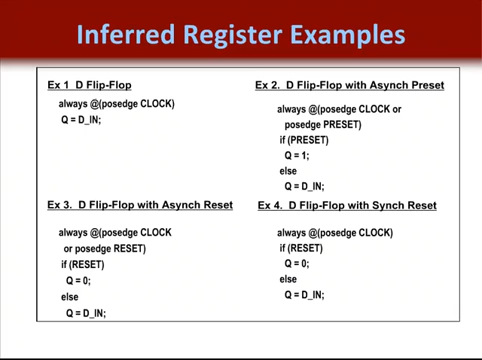 Inferred Register Examples
Ex 1 D Flip-Flop
always @(posedge CLOCK)
Q = D_IN;
Ex 2. D Flip-Flop with Asynch Preset
always @(posedge CLOCK or
posedge PRESET)
if (PRESET)
Q = 1;
else
Q = D_IN;
Ex 3. D Flip-Flop with Asynch Reset
always @(posedge CLOCK
or posedge RESET)
if (RESET)
Q = 0;
else
Q = D_IN;
Ex 4. D Flip-Flop with Synch Reset
always @(posedge CLOCK)
if (RESET)
Q = 0;
else
Q = D_IN;